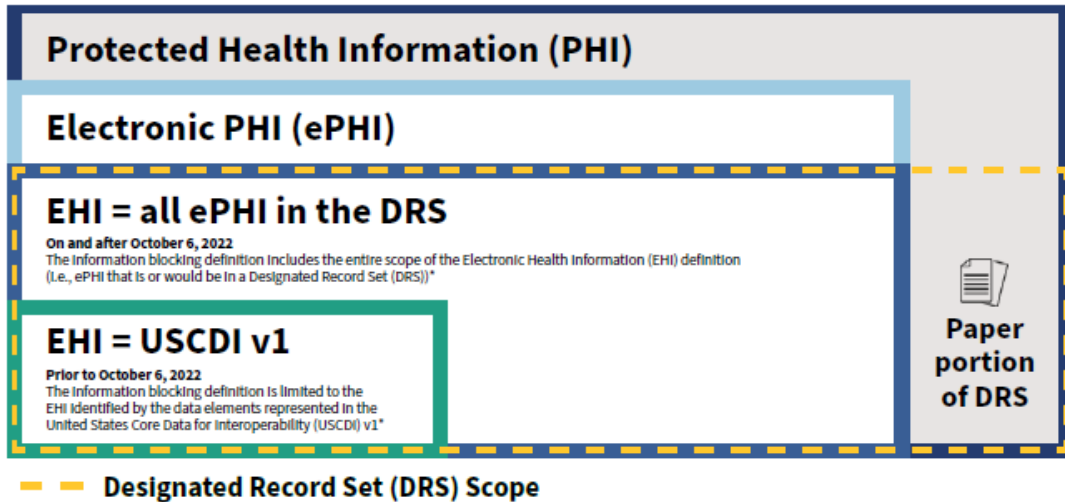 Protected Health Information (PHI)
Electronic PHI (ePHI)
EHI = all ePHI in the DRS
On and after October 6, 2022
The information blocking definition includes the entire scope of the Electronic Health Information (EHI) definition
(i.e., ePHI that is or would be in a Designated Record Set (DRS))*
EHI = USCDI v1
Prior to October 6, 2022
The information blocking definition is limited to the
EHI identified by the data elements represented in the
United States Core Data for Interoperability (USCDI) v1*
Paper
portion
of DRS
Designated Record Set (DRS) Scope